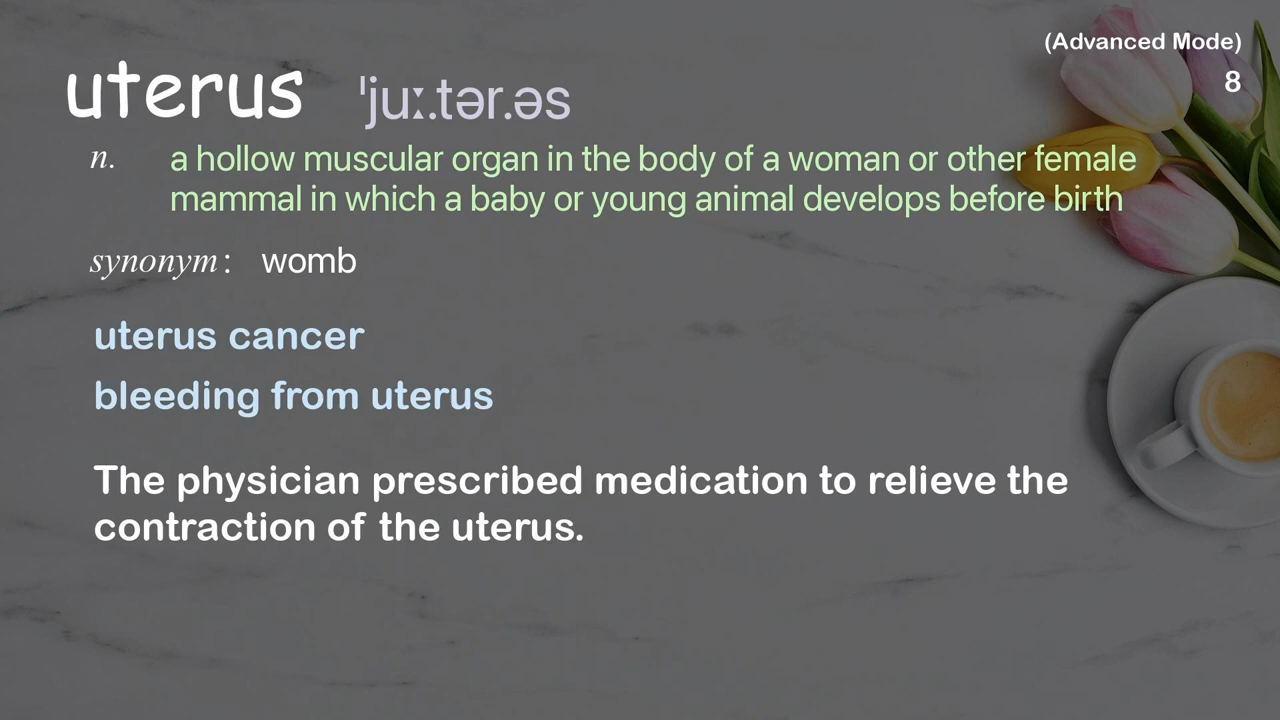 (Advanced Mode)
8
uterus ˈjuː.tər.əs
n. a hollow muscular organ in the body of a woman or other female
mammal in which a baby or young animal develops before birth
synonym: womb
uterus cancer
bleeding from uterus
The physician prescribed medication to relieve the
contraction of the uterus.